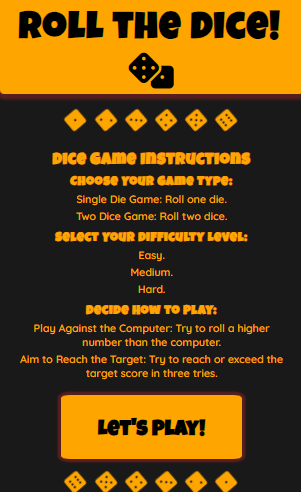 ROLL THE DICE!
Dice Game Instructions
Choose Your Game Type:
Single Die Game: Roll one die.
Two Dice Game: Roll two dice.
Select Your Difficulty Level:
Easy.
Medium.
Hard.
Decide How To Play:
Play Against the Computer: Try to roll a higher
number than the computer.
Aim to Reach the Target: Try to reach or exceed the
target score in three tries.
Let's Play!